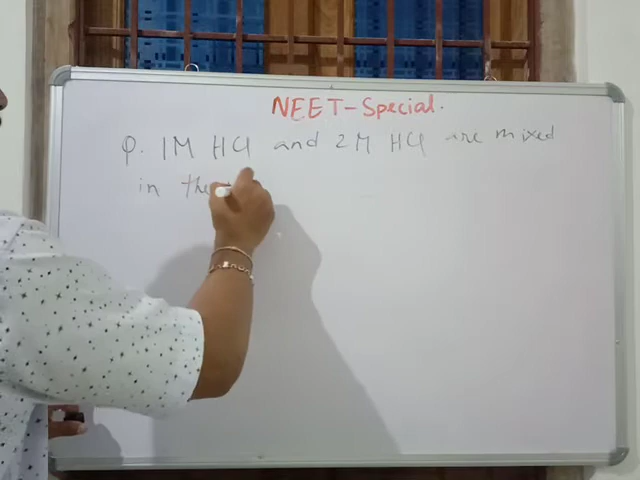 NEET-Special.
Q. 1M HCl and 2M HCl are mixed
in the